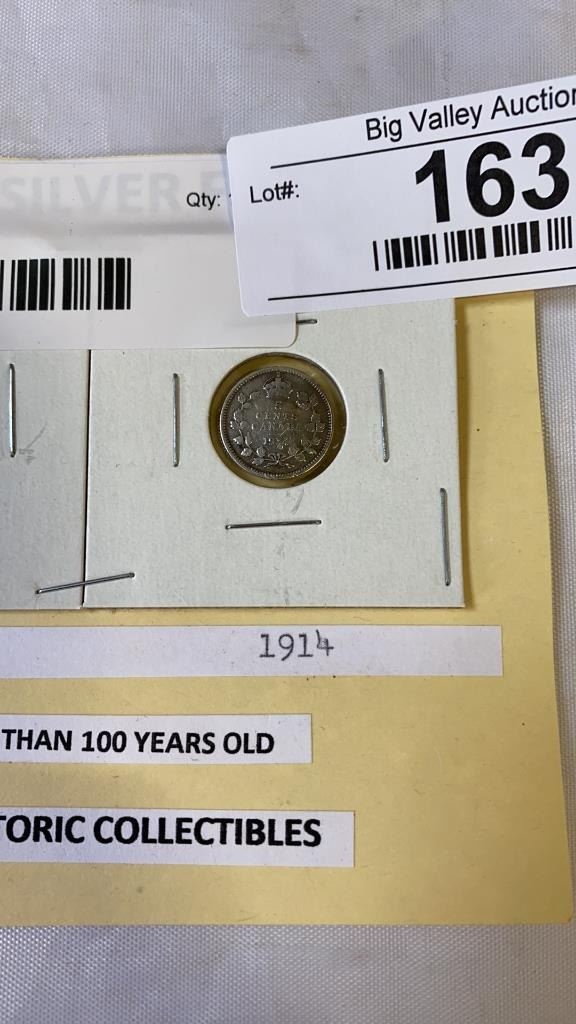 Big Valley Auction
SILVER
Qty:
Lot#:
163
5
CENTS
CANADA
1914
THAN 100 YEARS OLD
TORIC COLLECTIBLES